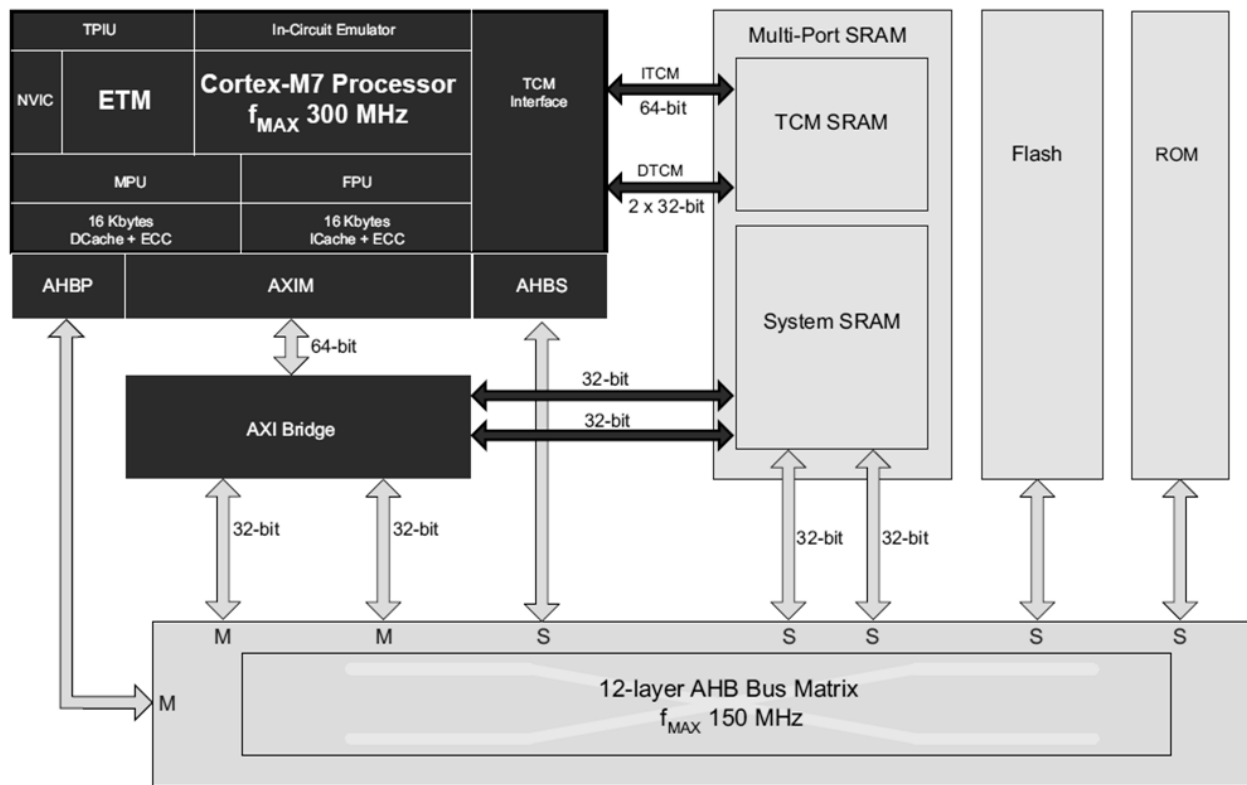 TPIU
In-Circuit Emulator
NVIC
ETM
Cortex-M7 Processor
fMAX 300 MHz
TCM
Interface
MPU
FPU
16 Kbytes
DCache + ECC
16 Kbytes
ICache + ECC
AHBP
AXIM
AHBS
ITCM
64-bit
DTCM
2 x 32-bit
Multi-Port SRAM
TCM SRAM
System SRAM
Flash
ROM
64-bit
AXI Bridge
32-bit
32-bit
32-bit
32-bit
32-bit
32-bit
M
M
S
S
S
S
S
M
12-layer AHB Bus Matrix
fMAX 150 MHz